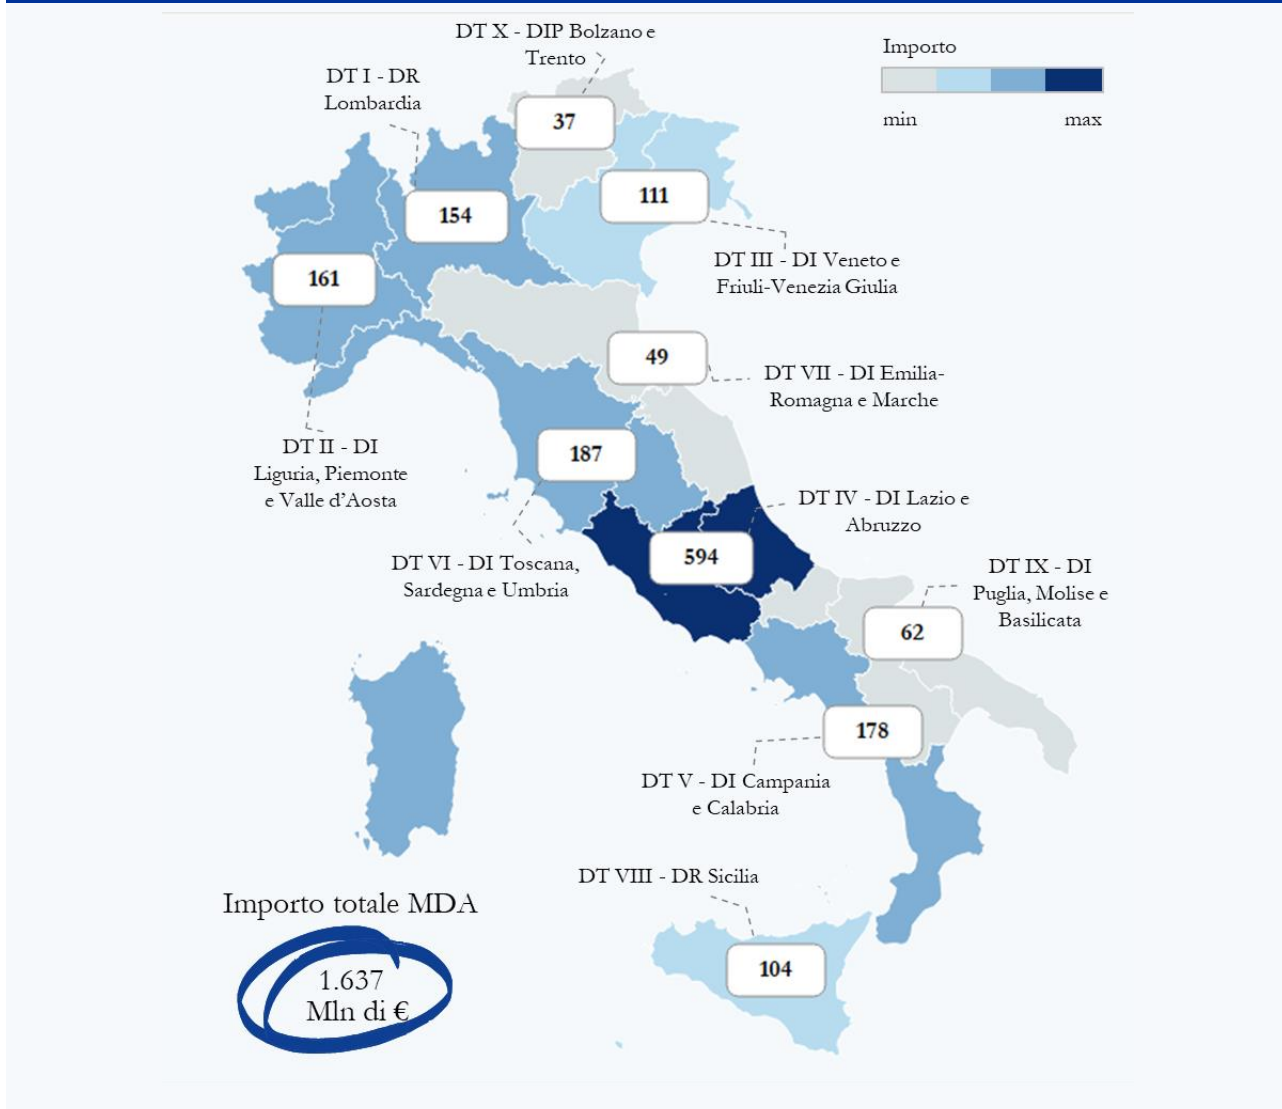 DT X - DIP Bolzano e
Trento
Importo
min max
DT I - DR
Lombardia
37
111
154
161
DT III - DI Veneto e
Friuli-Venezia Giulia
49
DT VII - DI Emilia-
Romagna e Marche
DT II - DI
Liguria, Piemonte
e Valle d’Aosta
187
DT IV - DI Lazio e
Abruzzo
DT VI - DI Toscana,
Sardegna e Umbria
594
DT IX - DI
Puglia, Molise e
Basilicata
62
178
DT V - DI Campania
e Calabria
DT VIII - DR Sicilia
104
Importo totale MDA
1.637
Mln di €